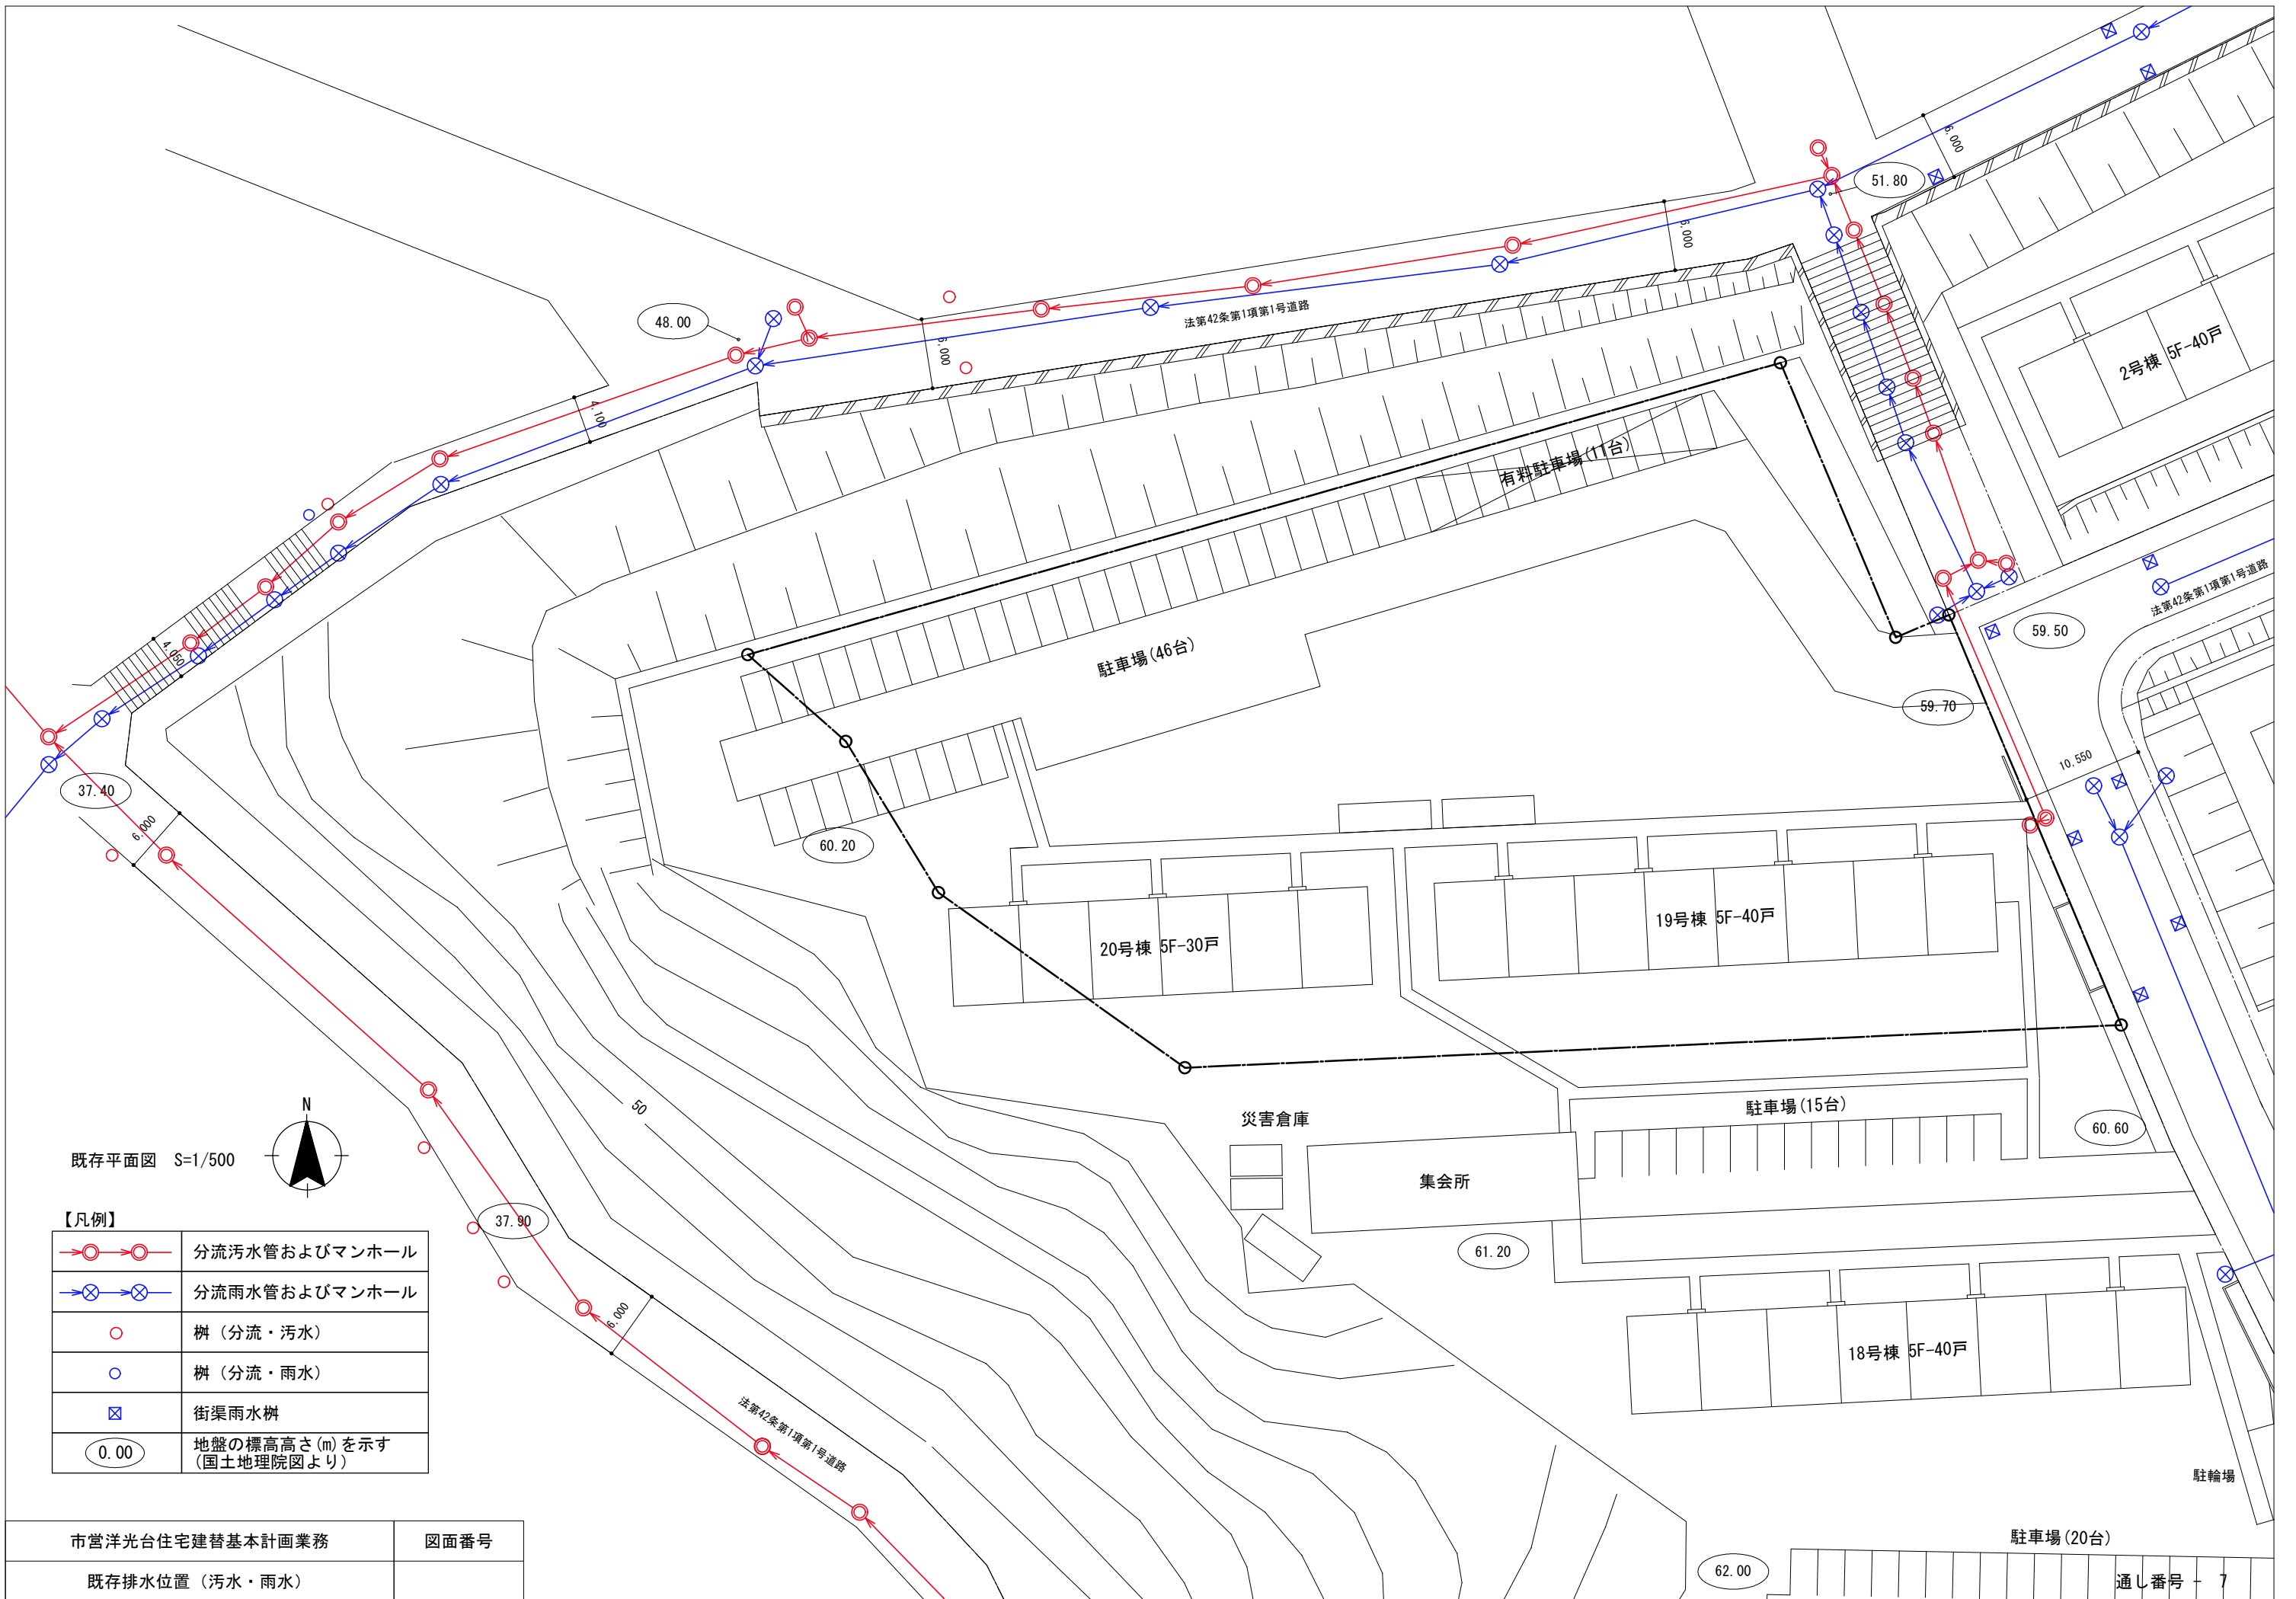 6.000
51.80
6.000
48.00
法第42条第1項第1号道路
6.000
2号棟 5F-40戸
4.100
有料駐車場(11台)
法第42条第1項第1号道路
59.50
4.050
駐車場(46台)
59.70
10.550
37.40
6.000
60.20
19号棟 5F-40戸
20号棟 5F-30戸
50
N
災害倉庫
駐車場(15台)
60.60
既存平面図 S=1/500
集会所
37.90
61.20
【凡例】
分流汚水管およびマンホール
分流雨水管およびマンホール
桝（分流・汚水）
桝（分流・雨水）
街渠雨水桝
0.00
地盤の標高高さ(m)を示す
(国土地理院図より)
6.000
18号棟 5F-40戸
法第42条第1項第1号道路
駐輪場
駐車場(20台)
市営洋光台住宅建替基本計画業務
図面番号
既存排水位置（汚水・雨水）
62.00
通し番号 - 7